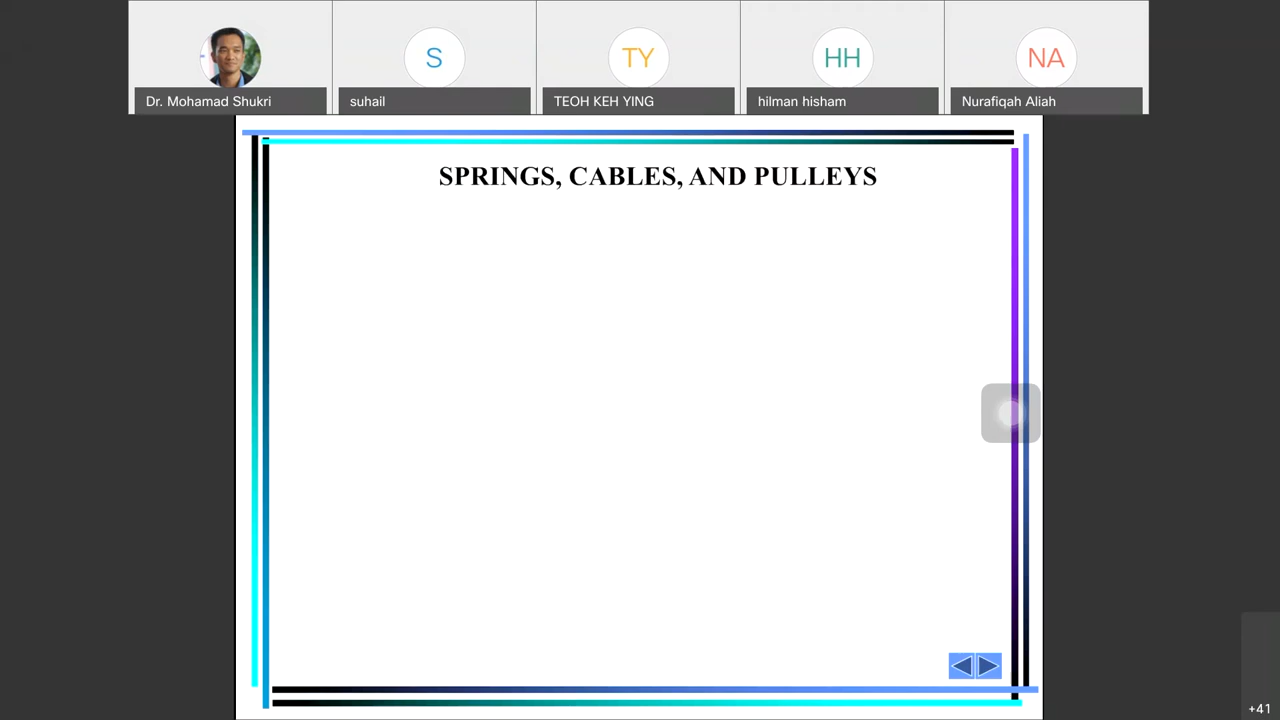 S
TY
HH
NA
Dr. Mohamad Shukri
suhail
TEOH KEH YING
hilman hisham
Nurafiqah Aliah
SPRINGS, CABLES, AND PULLEYS
+41